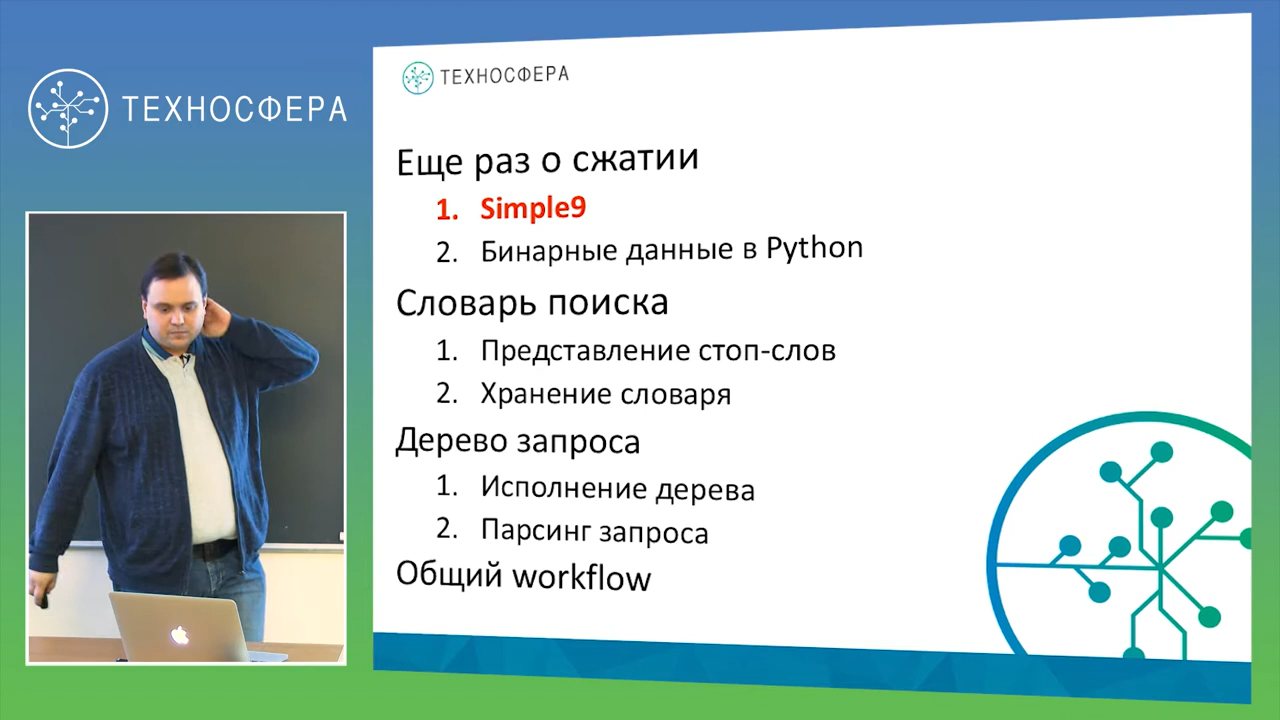 ТЕХНОСФЕРА
ТЕХНОСФЕРА
Еще раз о сжатии
1. Simple9
2. Бинарные данные в Python
Словарь поиска
1. Представление стоп-слов
2. Хранение словаря
Дерево запроса
1. Исполнение дерева
2. Парсинг запроса
Общий workflow